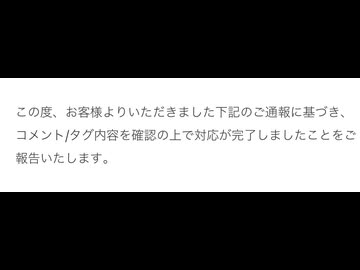 この度、お客様よりいただきました下記のご通報に基づき、
コメント/タグ内容を確認の上で対応が完了しましたことをご
報告いたします。